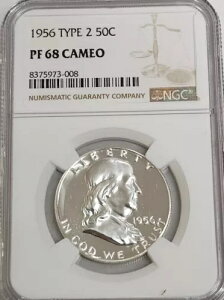 1956 TYPE 2 50C
PF 68 CAMEO
8375973-008
NUMISMATIC GUARANTY COMPANY
NGC
LIBERTY
1956
IN GOD WE TRUST